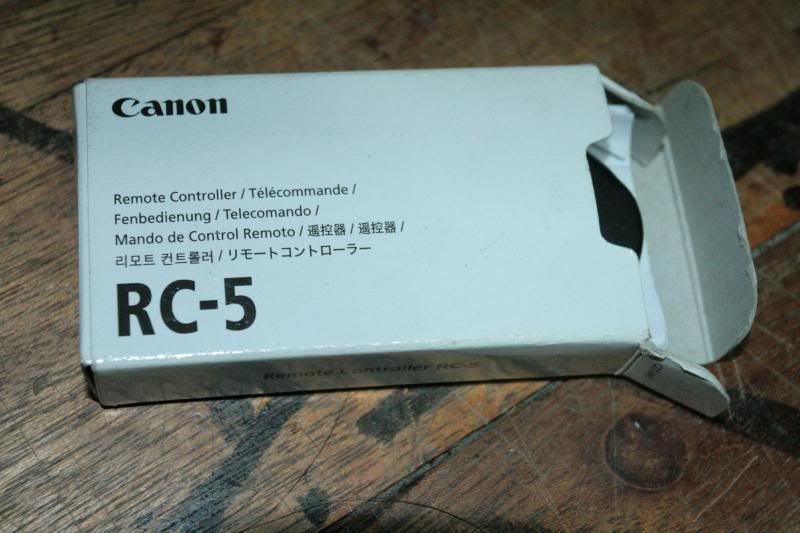 Canon
Remote Controller / Télécommande /
Fenbedienung / Telecomando /
Mando de Control Remoto / 遥控器 / 遥控器 /
리모트 컨트롤러 / リモートコントローラー
RC-5
Remote Controller RC-5